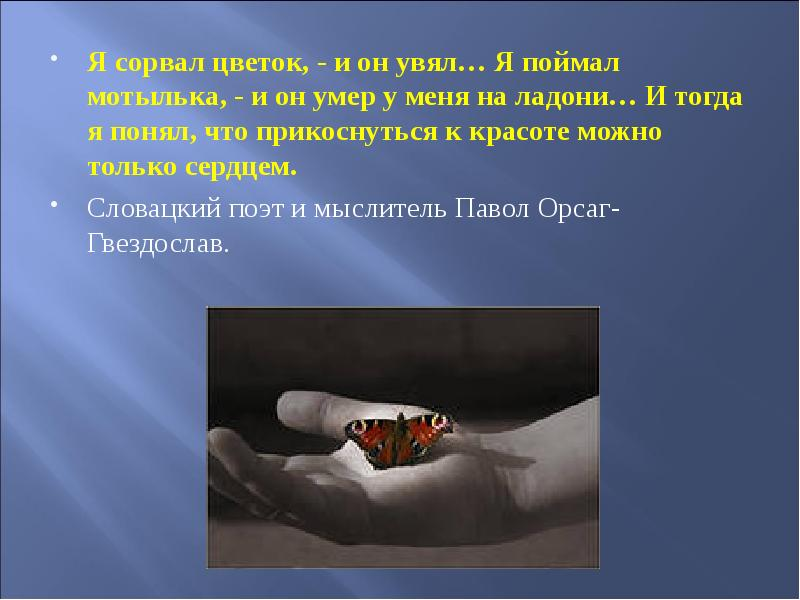 Я сорвал цветок, - и он увял… Я поймал
мотылька, - и он умер у меня на ладони… И тогда
я понял, что прикоснуться к красоте можно
только сердцем.
Словацкий поэт и мыслитель Павол Орсаг-
Гвездослав.